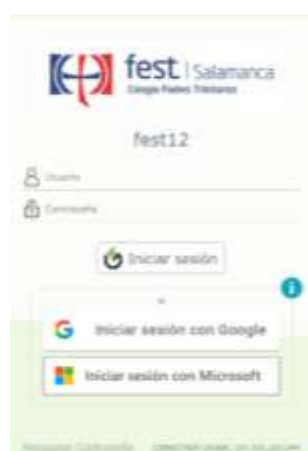 fest | Salamanca
Colegio Padres Trinitarios
fest12
Usuario
Contraseña
Iniciar sesión
Iniciar sesión con Google
Iniciar sesión con Microsoft